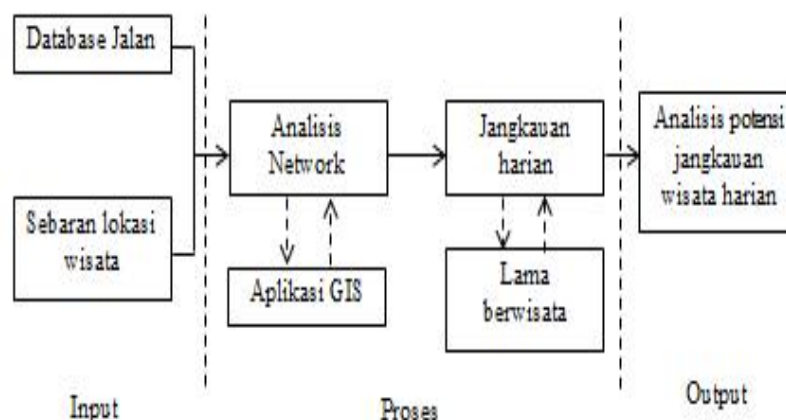 Database Jalan
Sebaran lokasi
wisata
Analisis
Network
Aplikasi GIS
Jangkauan
harian
Lama
berwisata
Analisis potensi
jangkauan
wisata harian
Input
Proses
Output